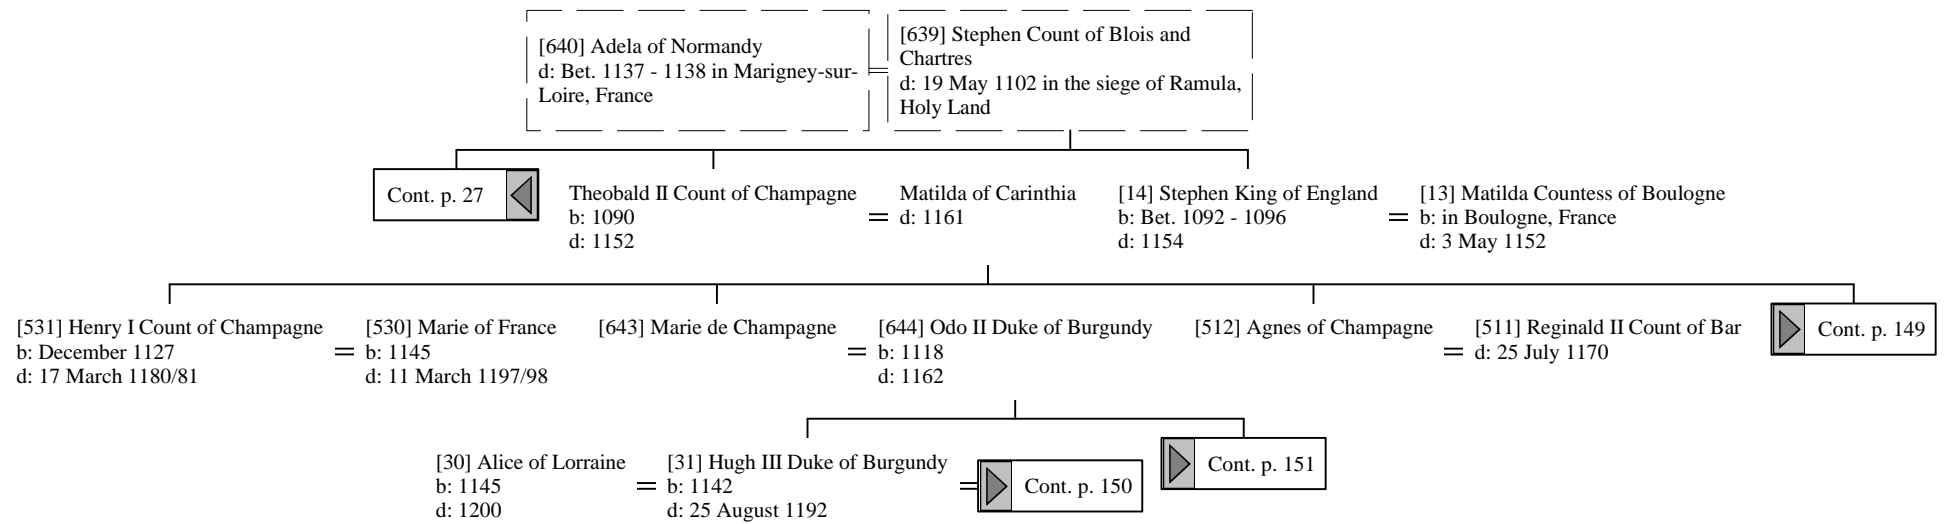 [640] Adela of Normandy
d: Bet. 1137 - 1138 in Marigney-sur-
Loire, France
[639] Stephen Count of Blois and
Chartres
d: 19 May 1102 in the siege of Ramula,
Holy Land
Cont. p. 27
Theobald II Count of Champagne
b: 1090
d: 1152
Matilda of Carinthia
d: 1161
[14] Stephen King of England
b: Bet. 1092 - 1096
d: 1154
[13] Matilda Countess of Boulogne
b: in Boulogne, France
d: 3 May 1152
[531] Henry I Count of Champagne
b: December 1127
d: 17 March 1180/81
[530] Marie of France
b: 1145
d: 11 March 1197/98
[643] Marie de Champagne
[644] Odo II Duke of Burgundy
b: 1118
d: 1162
[512] Agnes of Champagne
[511] Reginald II Count of Bar
d: 25 July 1170
Cont. p. 149
[30] Alice of Lorraine
b: 1145
d: 1200
[31] Hugh III Duke of Burgundy
b: 1142
d: 25 August 1192
Cont. p. 150
Cont. p. 151